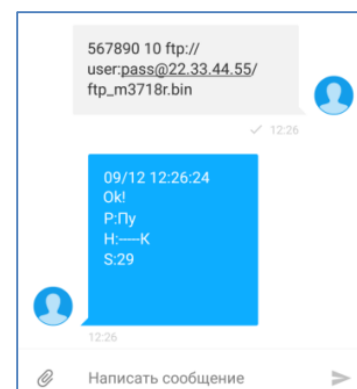 567890 10 ftp://
user:pass@22.33.44.55/
ftp_m3718r.bin
12:26
09/12 12:26:24
Ok!
P:Пу
H:-----K
S:29
12:26
Написать сообщение